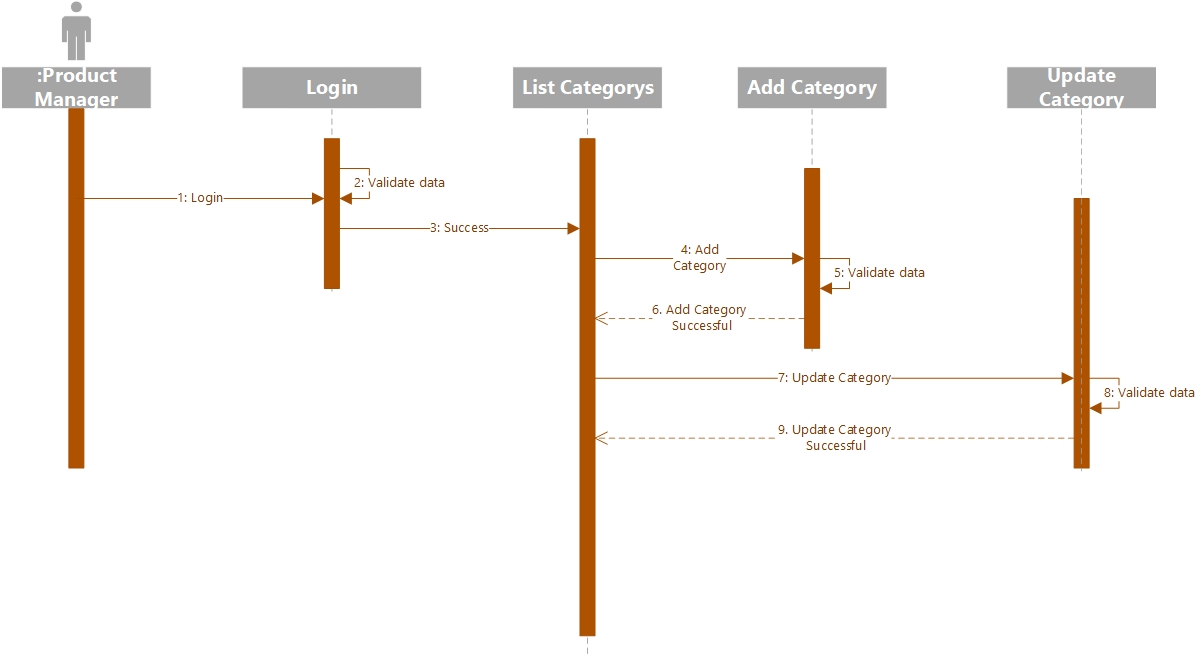 :Product
Manager
Login
List Categorys
Add Category
Update
Category
2: Validate data
1: Login
3: Success
4: Add
Category
5: Validate data
6. Add Category
Successful
7: Update Category
8: Validate data
9. Update Category
Successful